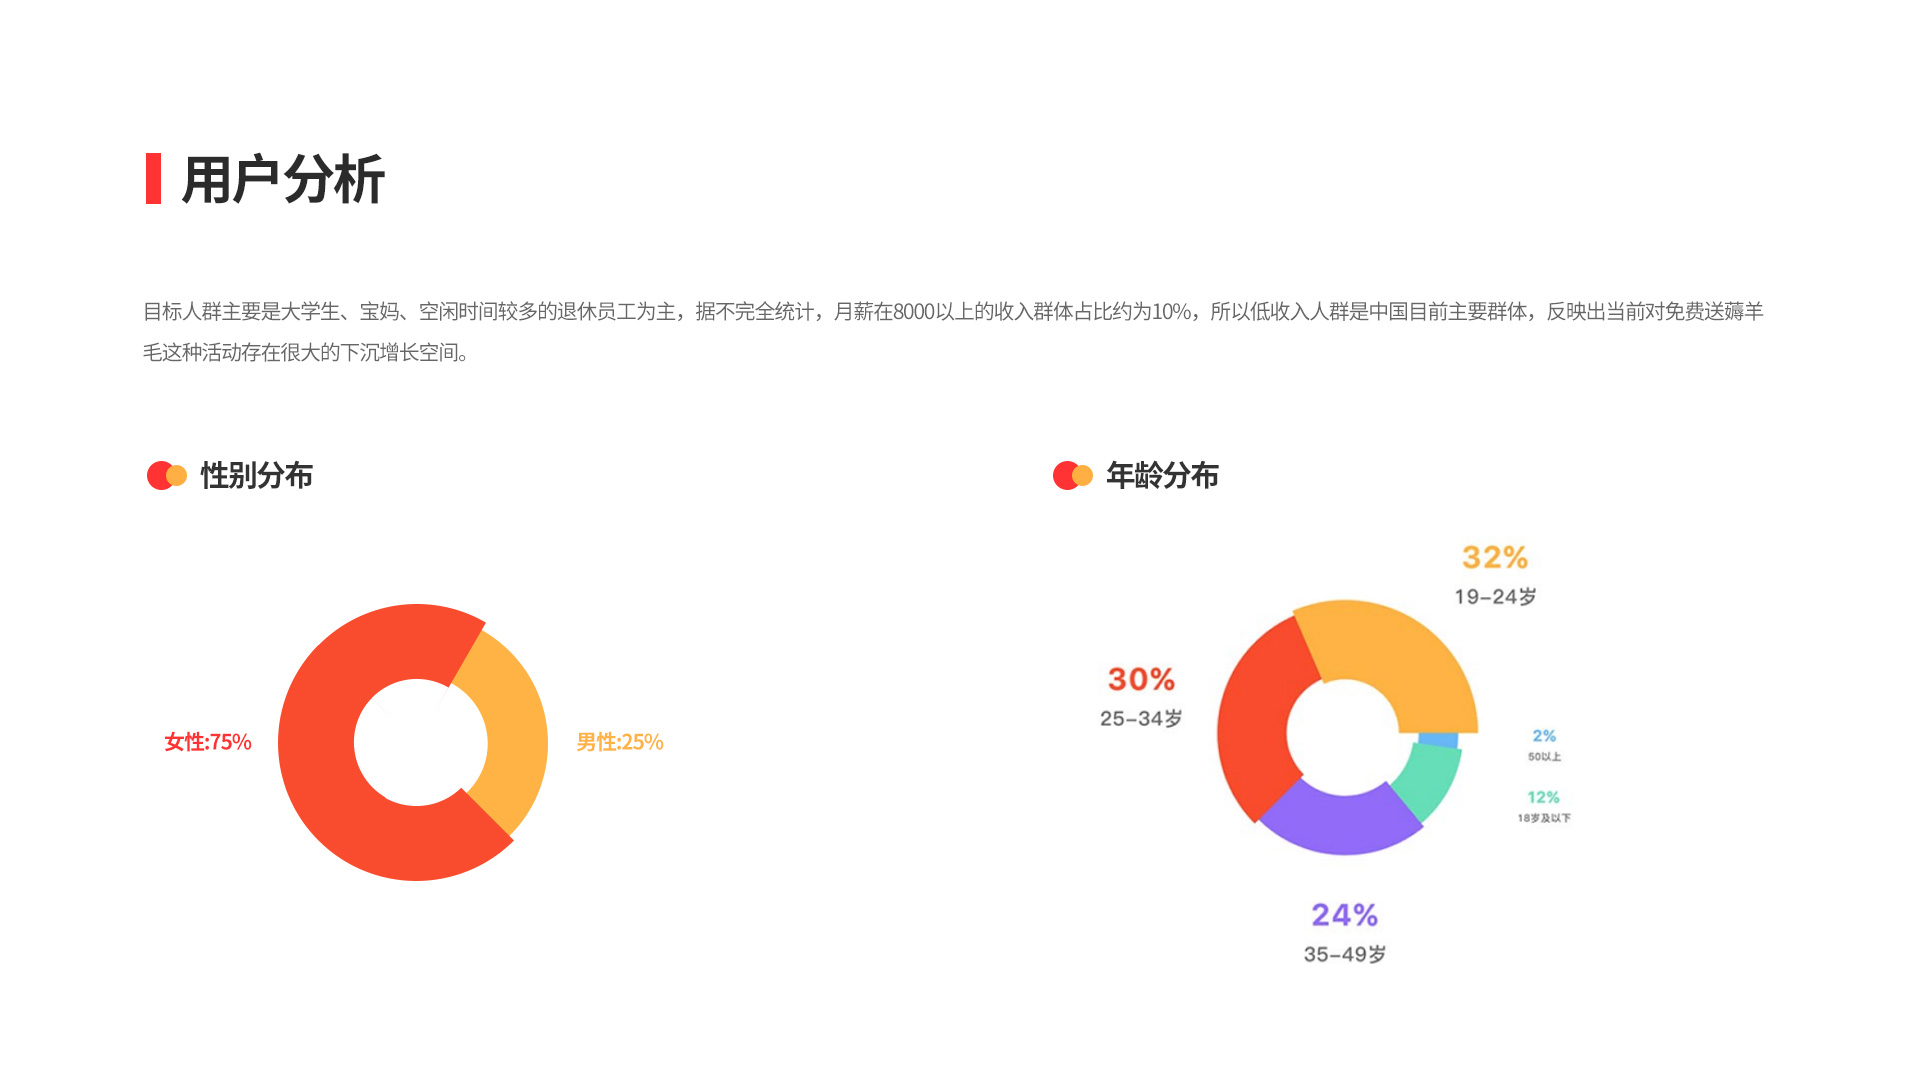 用户分析
目标人群主要是大学生、宝妈、空闲时间较多的退休员工为主，据不完全统计，月薪在8000以上的收入群体占比约为10%，所以低收入人群是中国目前主要群体，反映出当前对免费送薅羊
毛这种活动存在很大的下沉增长空间。
性别分布
女性:75%
男性:25%
年龄分布
32%
19-24岁
30%
25-34岁
2%
50以上
12%
18岁及以下
24%
35-49岁